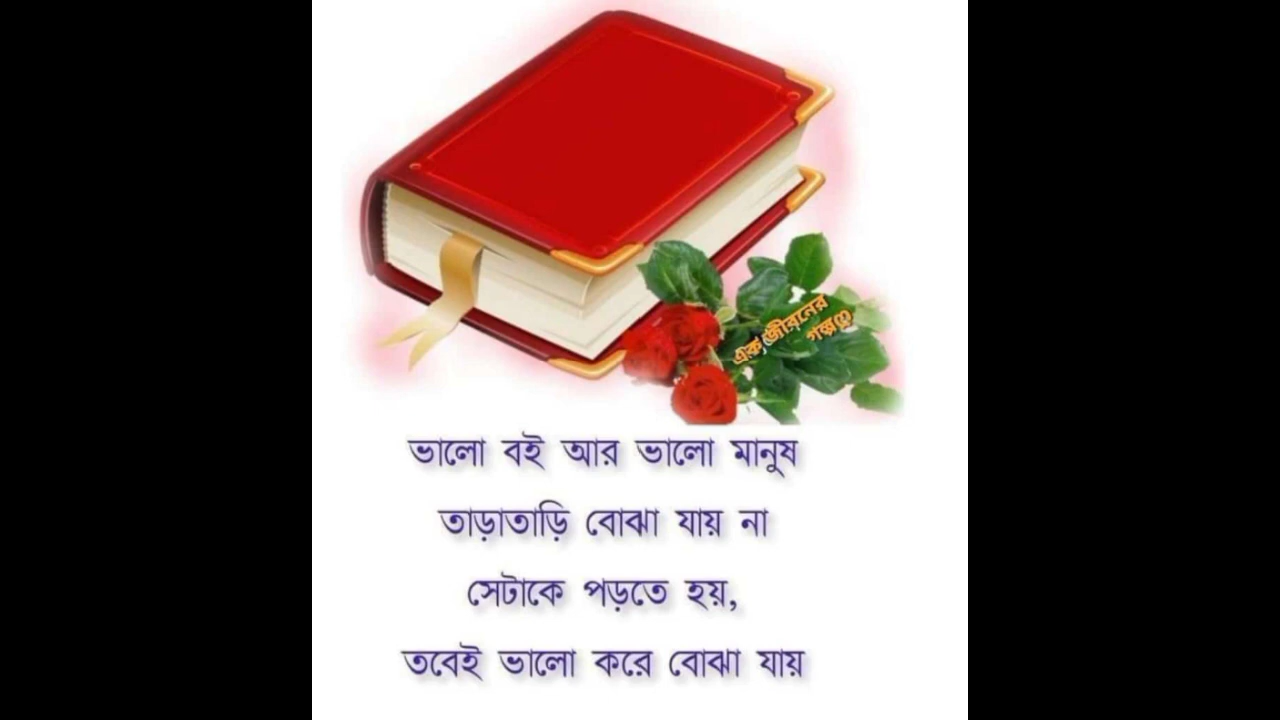 এক জীবনের
গল্প
ভালো বই আর ভালো মানুষ
তাড়াতাড়ি বোঝা যায় না
সেটাকে পড়তে হয়,
তবেই ভালো করে বোঝা যায়